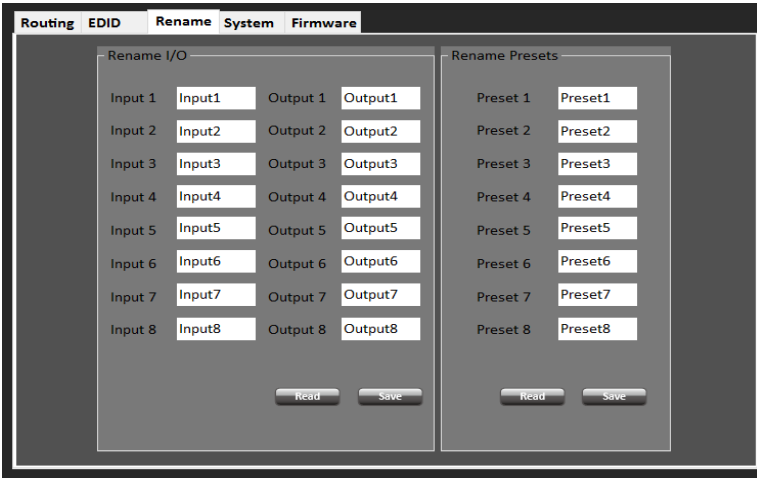 Routing EDID Rename System Firmware
Rename I/O Rename Presets
Input 1 Input1 Output 1 Output1 Preset 1 Preset1
Input 2 Input2 Output 2 Output2 Preset 2 Preset2
Input 3 Input3 Output 3 Output3 Preset 3 Preset3
Input 4 Input4 Output 4 Output4 Preset 4 Preset4
Input 5 Input5 Output 5 Output5 Preset 5 Preset5
Input 6 Input6 Output 6 Output6 Preset 6 Preset6
Input 7 Input7 Output 7 Output7 Preset 7 Preset7
Input 8 Input8 Output 8 Output8 Preset 8 Preset8
Read Save Read Save